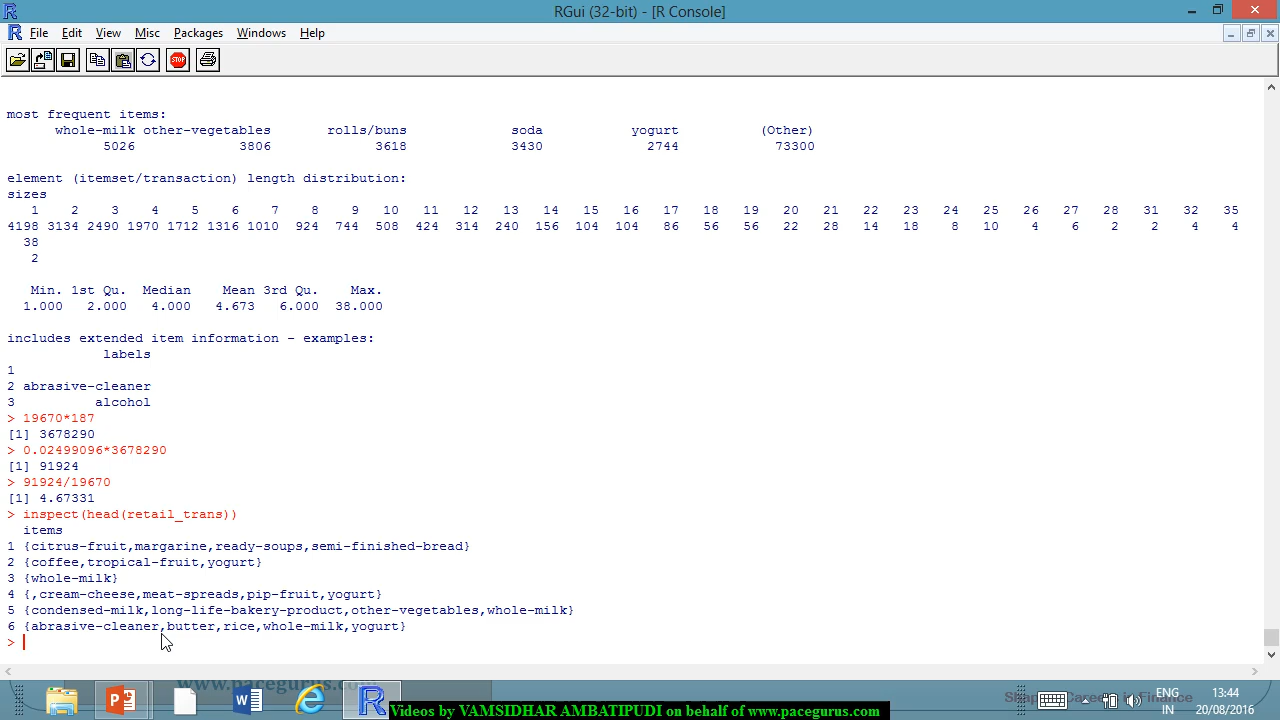 RGui (32-bit) - [R Console]
File Edit View Misc Packages Windows Help
STOP
most frequent items:
whole-milk other-vegetables rolls/buns soda yogurt (Other)
5026 3806 3618 3430 2744 73300
element (itemset/transaction) length distribution:
sizes
1 2 3 4 5 6 7 8 9 10 11 12 13 14 15 16 17 18 19 20 21 22 23 24 25 26 27 28 31 32 35
4198 3134 2490 1970 1712 1316 1010 924 744 508 424 314 240 156 104 104 86 56 56 22 28 14 18 8 10 4 6 2 2 4 4
38
2
Min. 1st Qu. Median Mean 3rd Qu. Max.
1.000 2.000 4.000 4.673 6.000 38.000
includes extended item information - examples:
labels
1
2 abrasive-cleaner
3 alcohol
> 19670*187
[1] 3678290
> 0.02499096*3678290
[1] 91924
> 91924/19670
[1] 4.67331
> inspect(head(retail_trans))
items
1 {citrus-fruit,margarine,ready-soups,semi-finished-bread}
2 {coffee,tropical-fruit,yogurt}
3 {whole-milk}
4 {,cream-cheese,meat-spreads,pip-fruit,yogurt}
5 {condensed-milk,long-life-bakery-product,other-vegetables,whole-milk}
6 {abrasive-cleaner,butter,rice,whole-milk,yogurt}
>
www.pacegurus.com
in Finance
ENG
IN
13:44
20/08/2016
Videos by VAMSIDHAR AMBATIPUDI on behalf of www.pacegurus.com